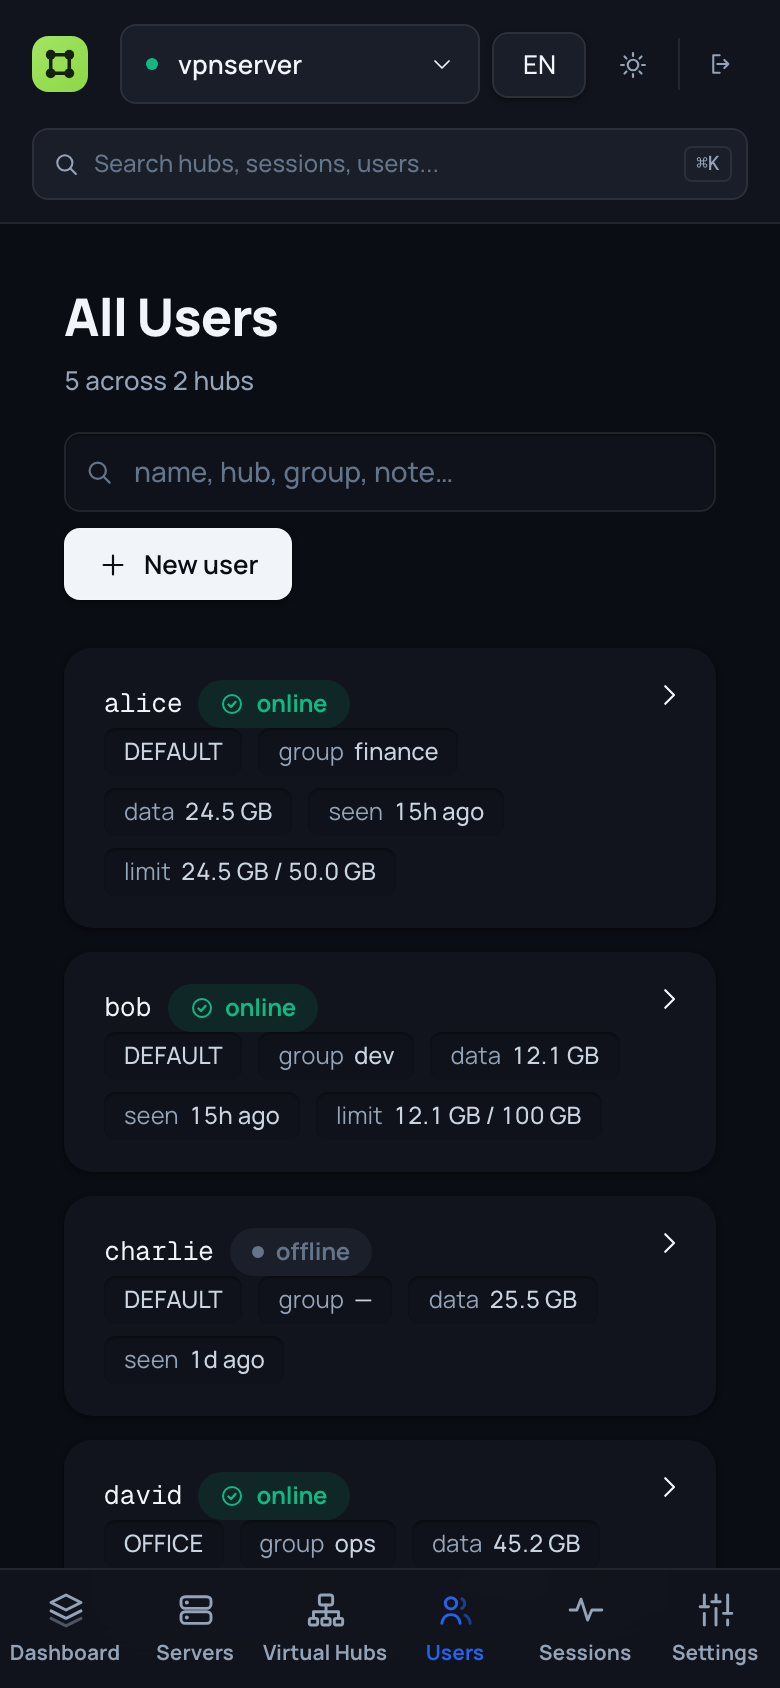 vpnserver
EN
Search hubs, sessions, users...
⌘K
All Users
5 across 2 hubs
name, hub, group, note…
New user
alice online
DEFAULT group finance
data 24.5 GB seen 15h ago
limit 24.5 GB / 50.0 GB
bob online
DEFAULT group dev data 12.1 GB
seen 15h ago limit 12.1 GB / 100 GB
charlie offline
DEFAULT group — data 25.5 GB
seen 1d ago
david online
OFFICE group ops data 45.2 GB
Dashboard Servers Virtual Hubs Users Sessions Settings